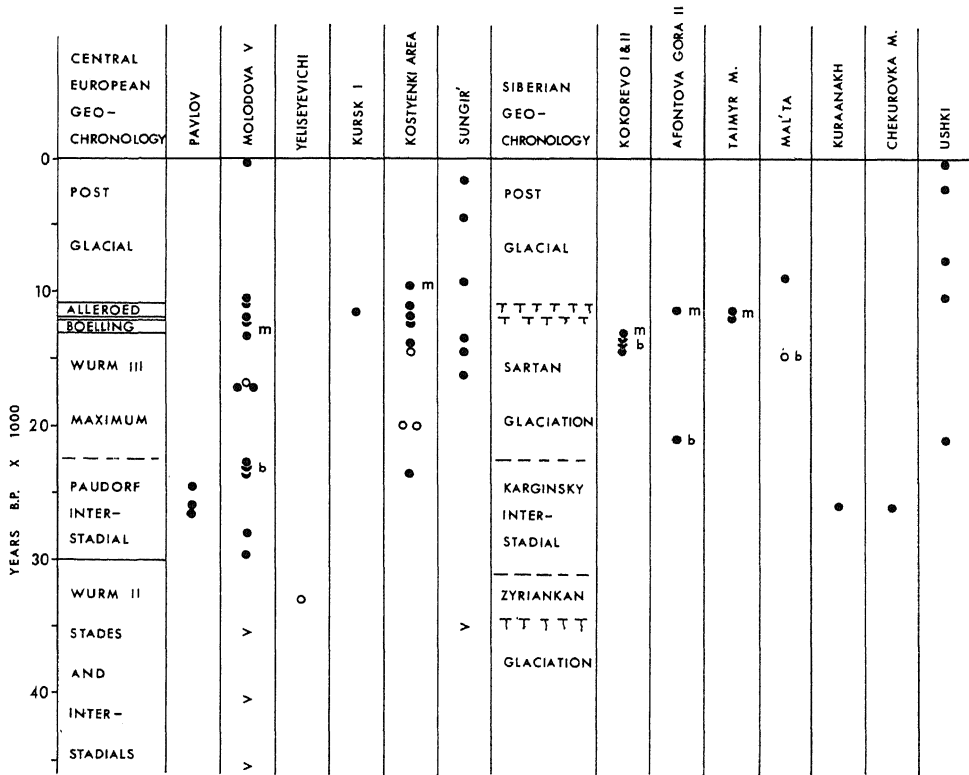 CENTRAL
EUROPEAN
GEO-
CHRONOLOGY
PAVLOV
MOLODOVA V
YELISEYEVICHI
KURSK I
KOSTYENKI AREA
SUNGIR'
SIBERIAN
GEO-
CHRONOLOGY
KOKOREVO I & II
AFONTOVA GORA II
TAIMYR M.
MAL'TA
KURAANAKH
CHEKUROVKA M.
USHKI
YEARS B.P. X 1000
0
10
20
30
40
POST
GLACIAL
ALLEROED
BOELLING
WURM III
MAXIMUM
PAUDORF
INTER-
STADIAL
WURM II
STADES
AND
INTER-
STADIALS
m
b
m
POST
GLACIAL
SARTAN
GLACIATION
KARGINSKY
INTER-
STADIAL
ZYRIANKAN
GLACIATION
m
b
m
b
m
b